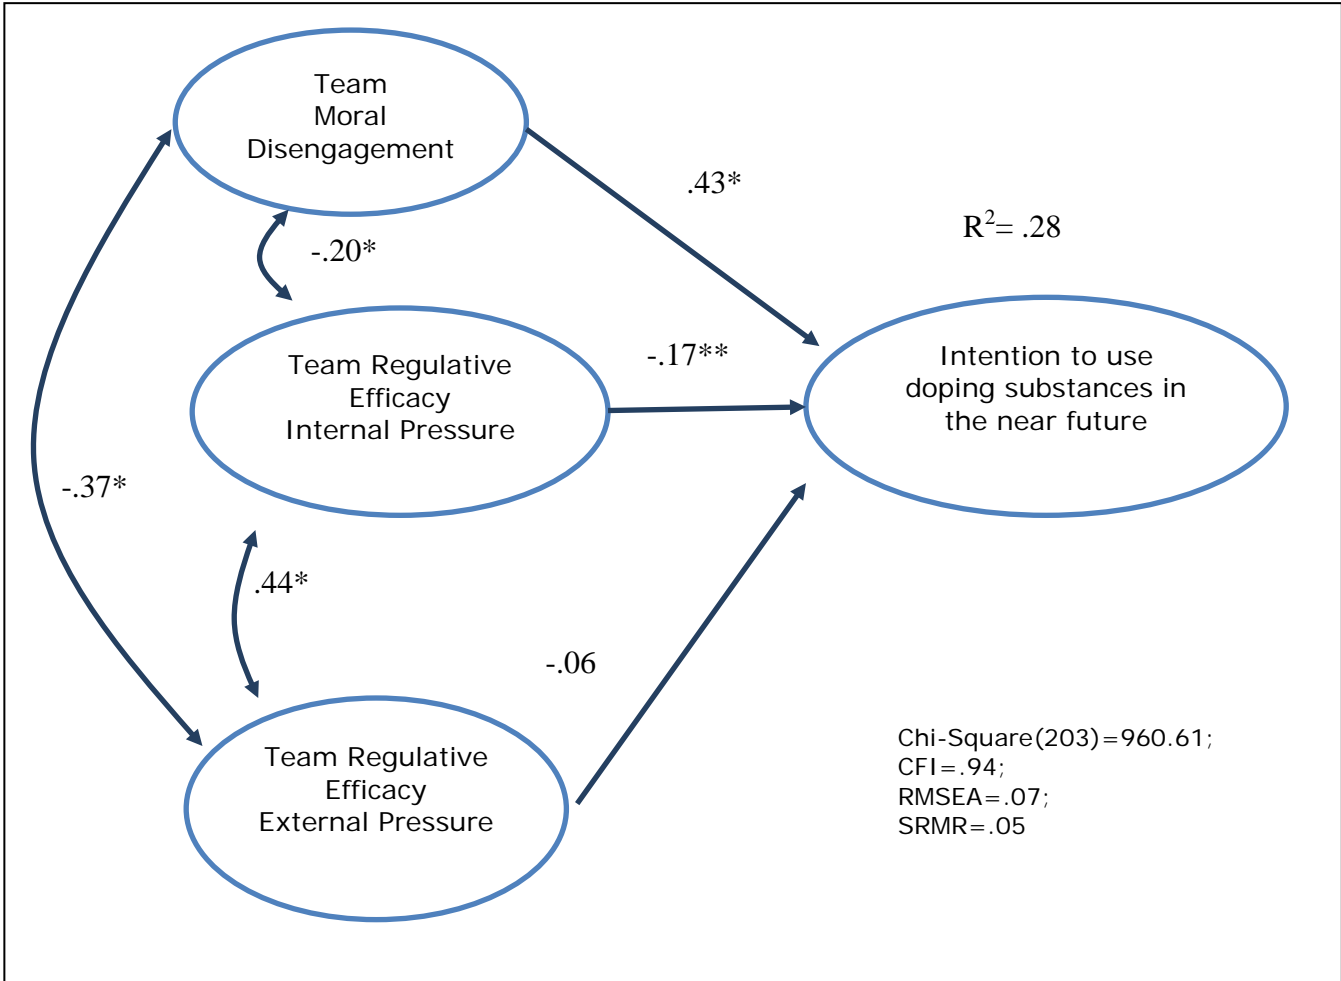 Team
Moral
Disengagement
.43*
R²= .28
-.20*
Team Regulative
Efficacy
Internal Pressure
-.17**
Intention to use
doping substances in
the near future
-.37*
.44*
-.06
Team Regulative
Efficacy
External Pressure
Chi-Square(203)=960.61;
CFI=.94;
RMSEA=.07;
SRMR=.05